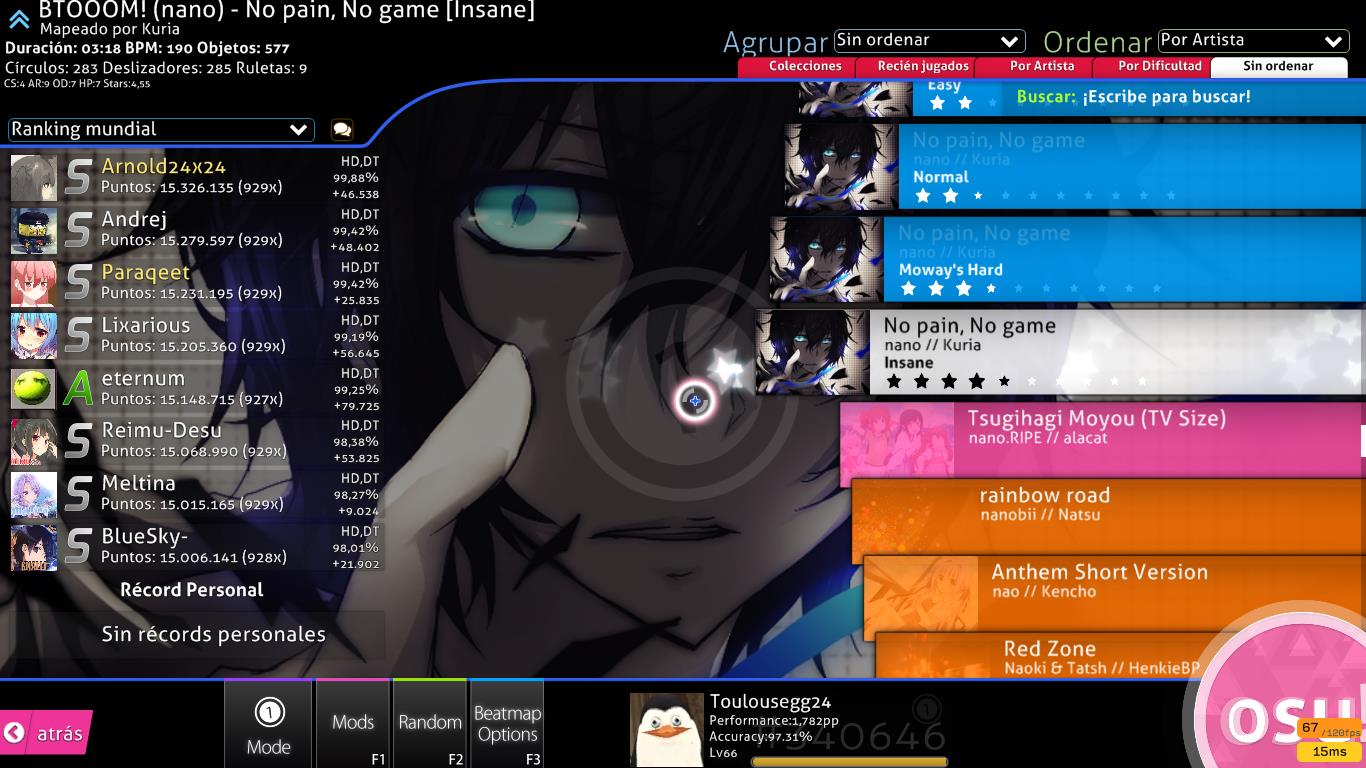 BTOOOM! (nano) - No pain, No game [Insane]
Mapeado por Kuria
Duración: 03:18 BPM: 190 Objetos: 577
Círculos: 283 Deslizadores: 285 Ruletas: 9
CS:4 AR:9 OD:7 HP:7 Stars:4,55
Agrupar Sin ordenar
Ordenar Por Artista
Colecciones Recién jugados Por Artista Por Dificultad Sin ordenar
Buscar: ¡Escribe para buscar!
Ranking mundial
Arnold24x24
Puntos: 15.326.135 (929x)
HD,DT
99,88%
+46.538
Andrej
Puntos: 15.279.597 (929x)
HD,DT
99,42%
+48.402
Paraqeet
Puntos: 15.231.195 (929x)
HD,DT
99,42%
+25.835
Lixarious
Puntos: 15.205.360 (929x)
HD,DT
99,19%
+56.645
eternum
Puntos: 15.148.715 (927x)
HD,DT
99,25%
+79.725
Reimu-Desu
Puntos: 15.068.990 (929x)
HD,DT
98,38%
+53.825
Meltina
Puntos: 15.015.165 (929x)
HD,DT
98,27%
+9.024
BlueSky-
Puntos: 15.006.141 (928x)
HD,DT
98,01%
+21.902
S
S
S
S
A
S
S
S
Récord Personal
Sin récords personales
Easy
No pain, No game
nano // Kuria
Normal
No pain, No game
nano // Kuria
Moway's Hard
No pain, No game
nano // Kuria
Insane
Tsugihagi Moyou (TV Size)
nano.RIPE // alacat
rainbow road
nanobii // Natsu
Anthem Short Version
nao // Kencho
Red Zone
Naoki & Tatsh // HenkieBP
atrás
1
Mode
Mods
F1
Random
F2
Beatmap
Options
F3
Toulousegg24
Performance:1,782pp
Accuracy:97.31%
Lv66
1
#340646
OSU
67 /120fps
15ms